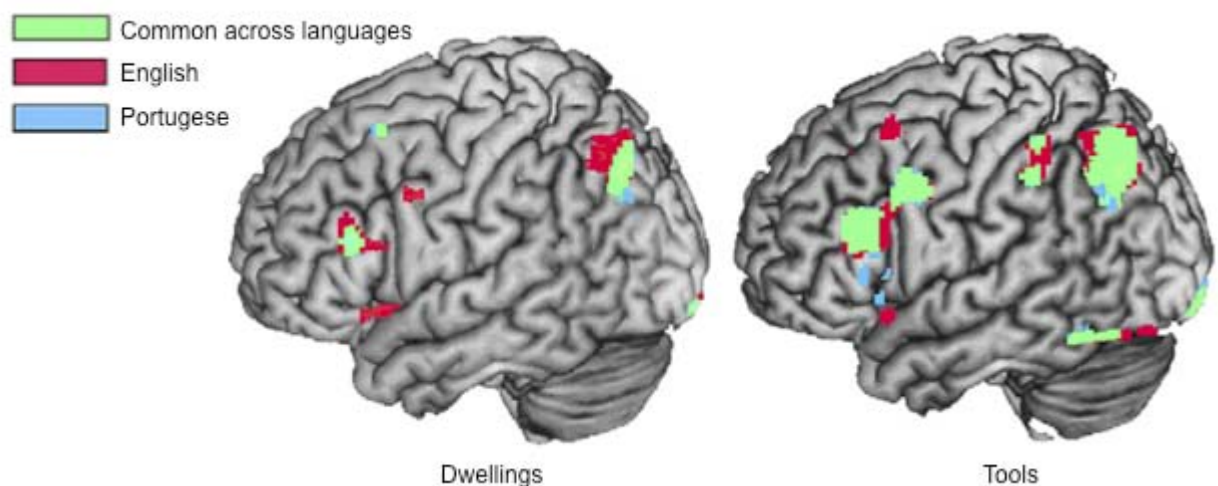 Common across languages
English
Portugese
Dwellings
Tools